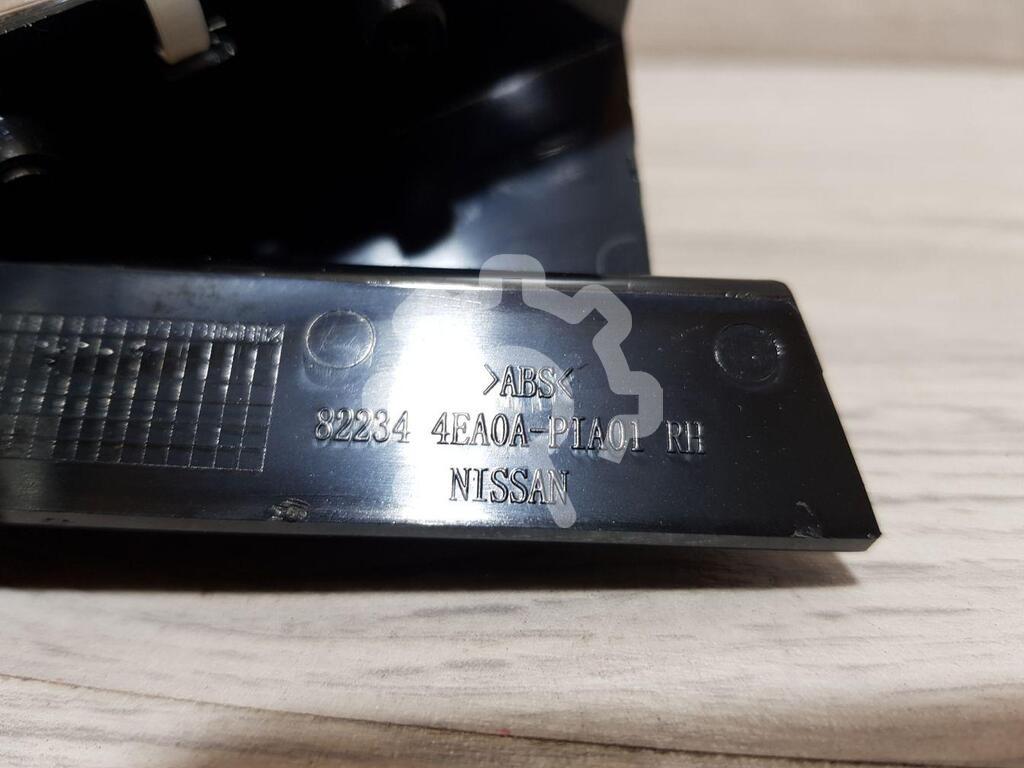 >ABS<
82234 4EA0A-PIA01 RH
NISSAN